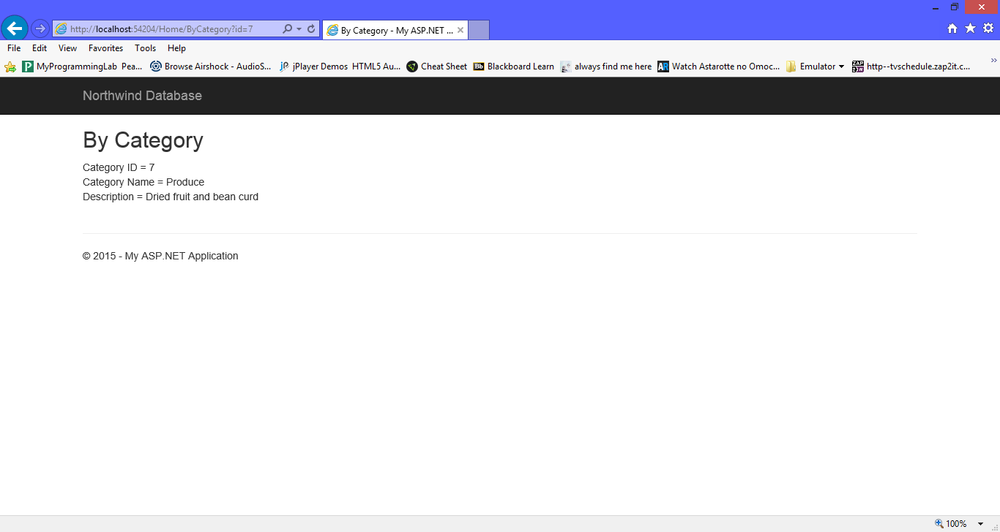 http://localhost:54204/Home/ByCategory?id=7 By Category - My ASP.NET ...
File Edit View Favorites Tools Help
MyProgrammingLab Pea... Browse Airshock - AudioS... jPlayer Demos HTML5 Au... Cheat Sheet Blackboard Learn always find me here Watch Astarotte no Omoc... Emulator http--tvschedule.zap2it.c...
Northwind Database
By Category
Category ID = 7
Category Name = Produce
Description = Dried fruit and bean curd
© 2015 - My ASP.NET Application
100%